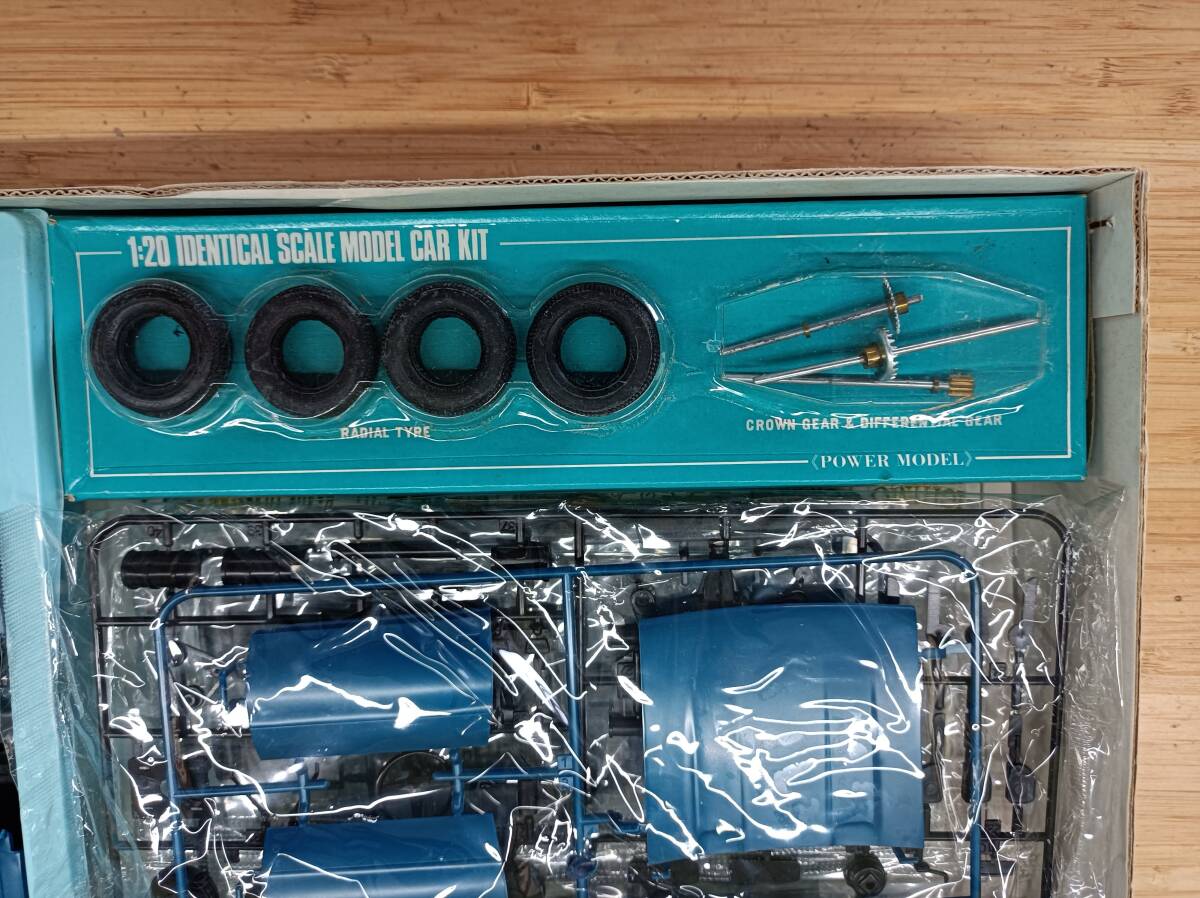 1:20 IDENTICAL SCALE MODEL CAR KIT
RADIAL TYRE
CROWN GEAR & DIFFERENTIAL GEAR
《POWER MODEL》